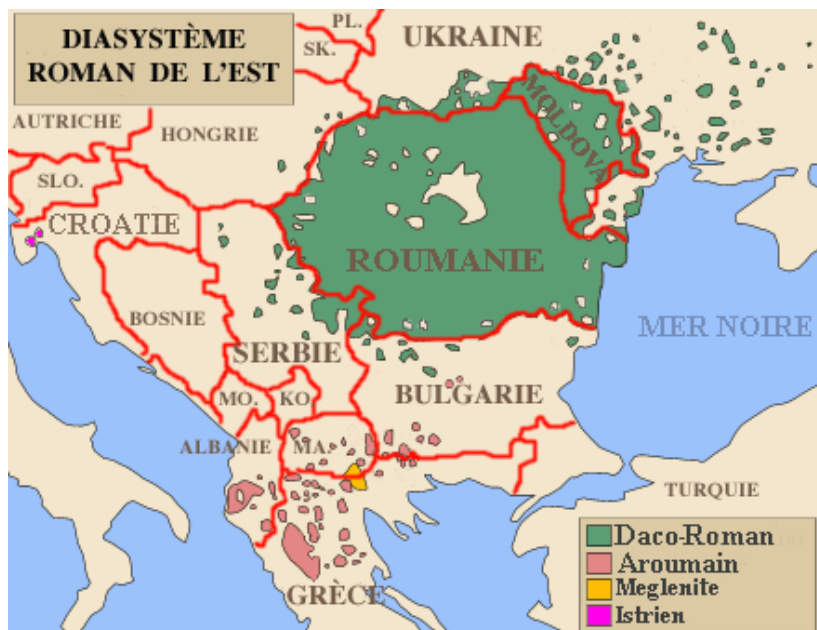 DIASYSTÈME
ROMAN DE L'EST
PL.
SK.
UKRAINE
AUTRICHE
HONGRIE
MOLDOVA
SLO.
CROATIE
ROUMANIE
BOSNIE
MER NOIRE
SERBIE
MO.
KO
BULGARIE
ALBANIE
MA.
TURQUIE
GRÈCE
Daco-Roman
Aroumain
Meglenite
Istrien